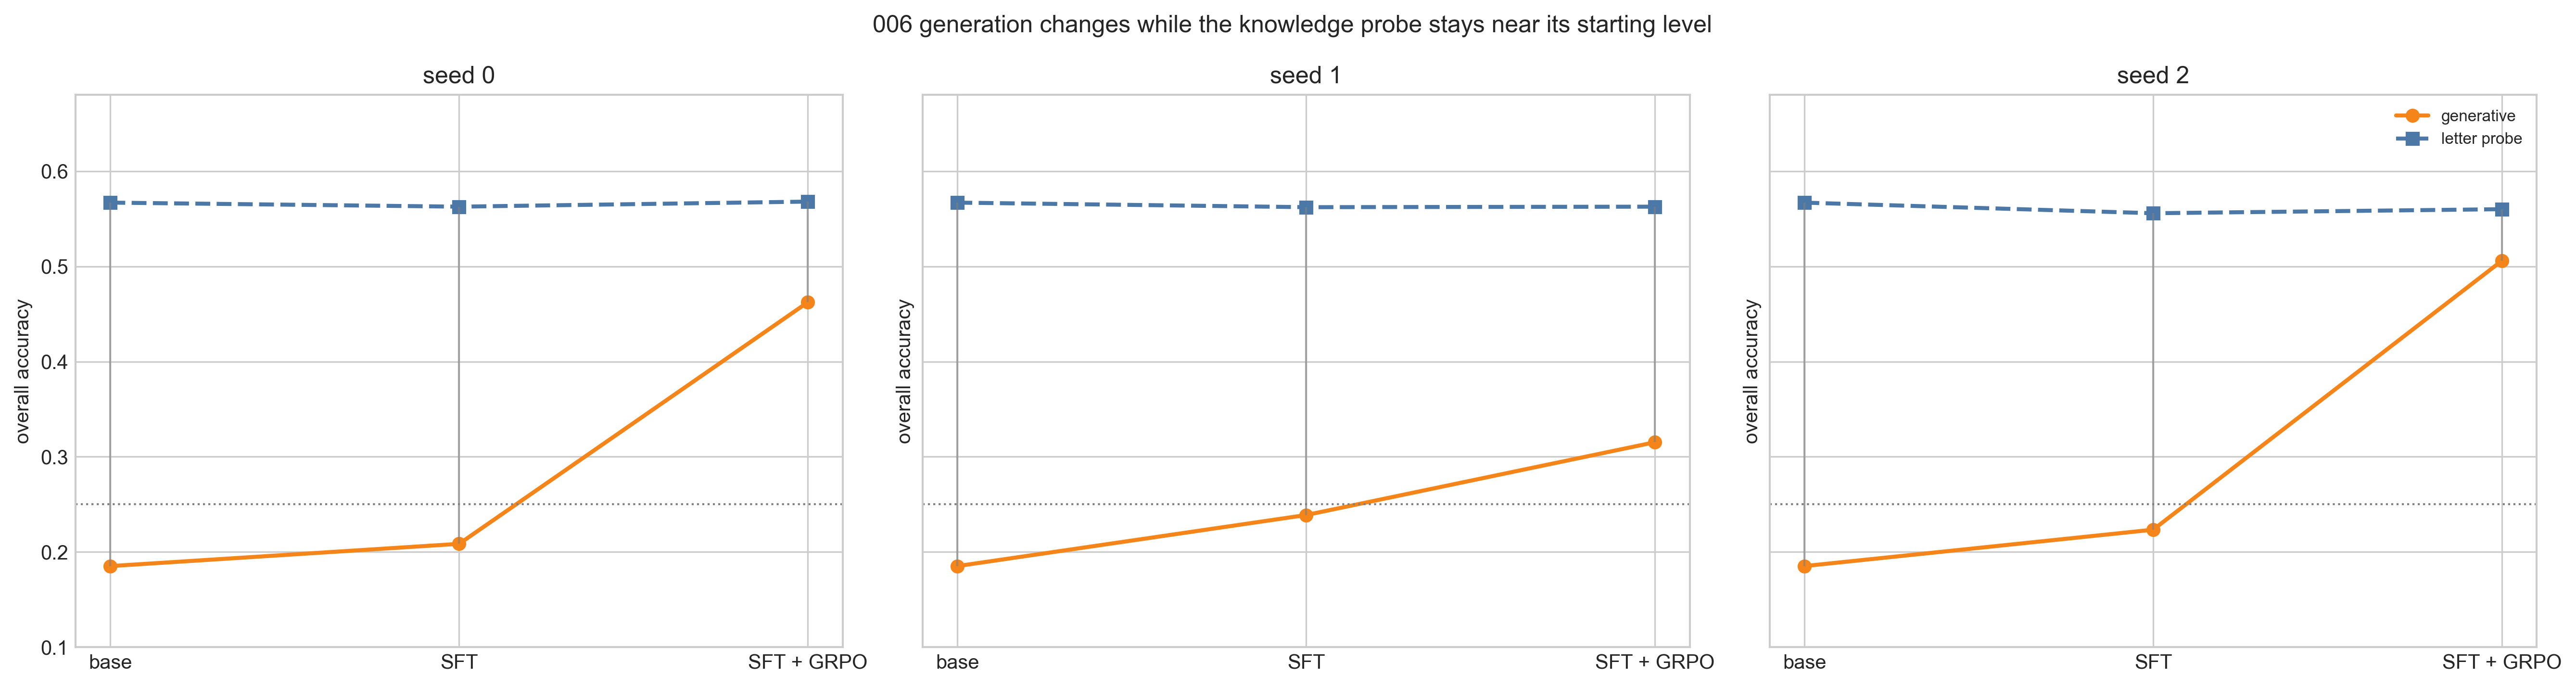 006 generation changes while the knowledge probe stays near its starting level
seed 0
overall accuracy
0.6
0.5
0.4
0.3
0.2
0.1
base
SFT
SFT + GRPO
seed 1
overall accuracy
base
SFT
SFT + GRPO
seed 2
generative
letter probe
overall accuracy
base
SFT
SFT + GRPO